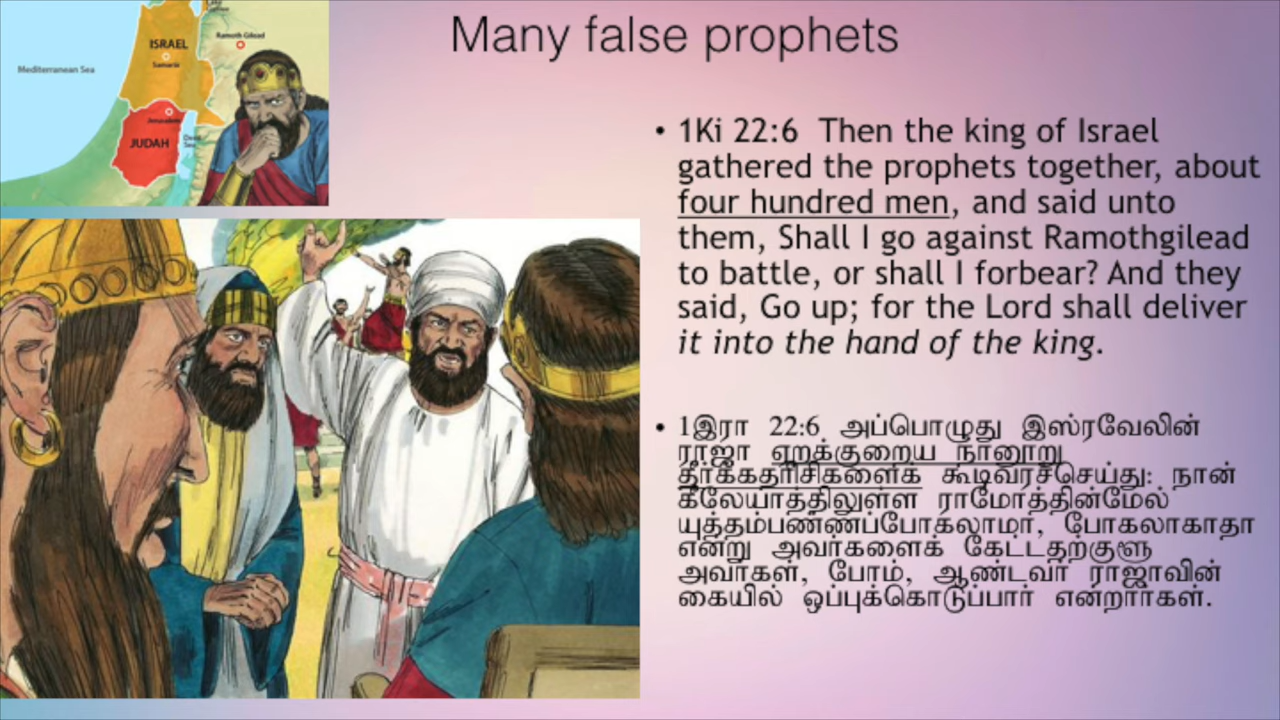 Many false prophets
ISRAEL
Ramoth Gilead
Samaria
Mediterranean Sea
Jerusalem
JUDAH
Dead
Sea
• 1Ki 22:6 Then the king of Israel
gathered the prophets together, about
four hundred men, and said unto
them, Shall I go against Ramothgilead
to battle, or shall I forbear? And they
said, Go up; for the Lord shall deliver
it into the hand of the king.
• 1இரா 22:6 அப்பொழுது இஸ்ரவேலின்
ராஜா ஏறக்குறைய நானூறு
தீர்க்கதரிசிகளைக் கூடிவரச்செய்து: நான்
கீலேயாத்திலுள்ள ராமோத்தின்மேல்
யுத்தம்பண்ணப்போகலாமா, போகலாகாதா
என்று அவர்களைக் கேட்டதற்கு
அவர்கள், போம், ஆண்டவர் ராஜாவின்
கையில் ஒப்புக்கொடுப்பார் என்றார்கள்.